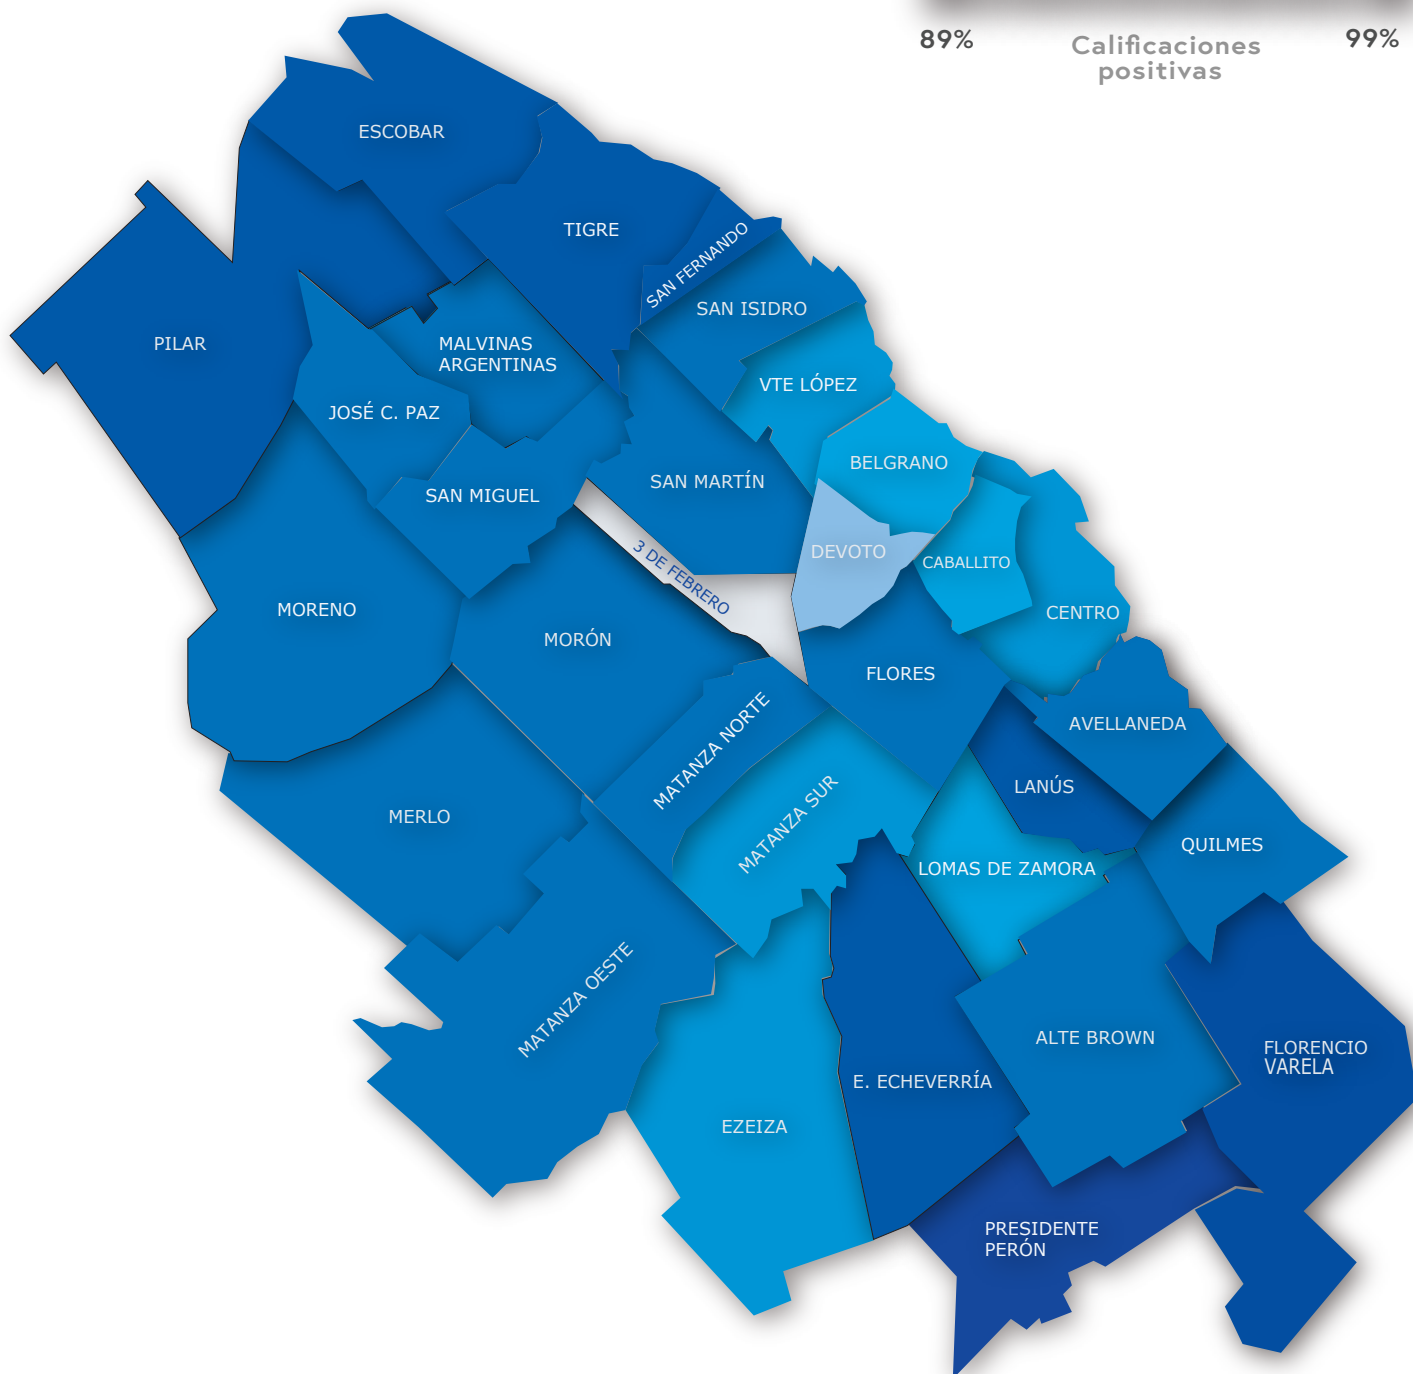 89%
Calificaciones
positivas
99%
ESCOBAR
TIGRE
SAN FERNANDO
SAN ISIDRO
PILAR
MALVINAS
ARGENTINAS
VTE LÓPEZ
JOSÉ C. PAZ
BELGRANO
SAN MARTÍN
SAN MIGUEL
DEVOTO
CABALLITO
3 DE FEBRERO
MORENO
CENTRO
MORÓN
FLORES
AVELLANEDA
MATANZA NORTE
LANÚS
MERLO
MATANZA SUR
QUILMES
LOMAS DE ZAMORA
MATANZA OESTE
ALTE BROWN
FLORENCIO
VARELA
E. ECHEVERRÍA
EZEIZA
PRESIDENTE
PERÓN